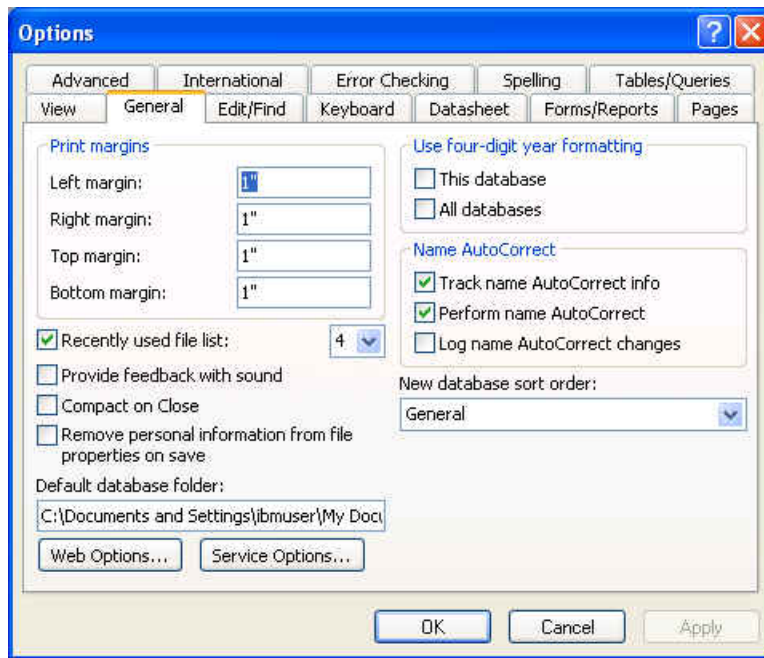 Options
Advanced International Error Checking Spelling Tables/Queries
View General Edit/Find Keyboard Datasheet Forms/Reports Pages
Print margins
Left margin: 1"
Right margin: 1"
Top margin: 1"
Bottom margin: 1"
Recently used file list: 4
Provide feedback with sound
Compact on Close
Remove personal information from file
properties on save
Default database folder:
C:\Documents and Settings\ibmuser\My Docu
Web Options... Service Options...
Use four-digit year formatting
This database
All databases
Name AutoCorrect
Track name AutoCorrect info
Perform name AutoCorrect
Log name AutoCorrect changes
New database sort order:
General
OK Cancel Apply